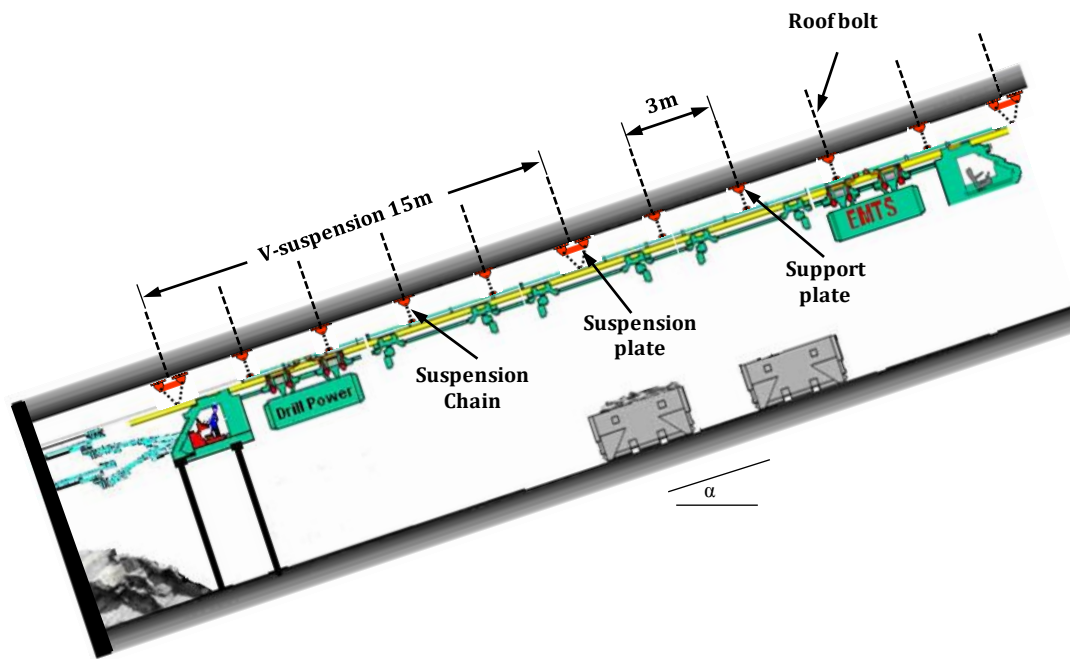 Roof bolt
3m
V-suspension 15m
EMTS
Support
plate
Suspension
plate
Suspension
Chain
Drill Power
α